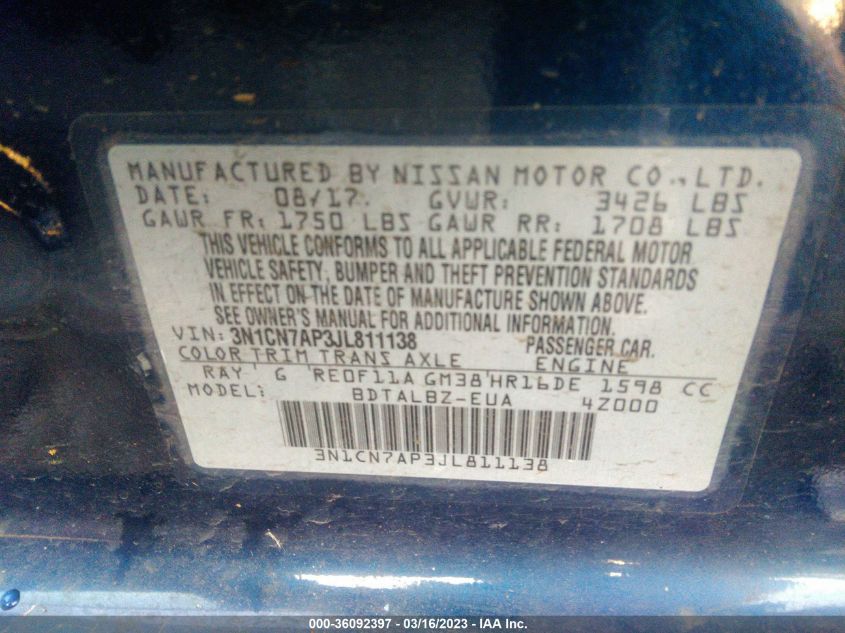 MANUFACTURED BY NISSAN MOTOR CO., LTD.
DATE: 08/17 GVWR: 3426 LBS
GAWR FR: 1750 LBS GAWR RR: 1708 LBS
THIS VEHICLE CONFORMS TO ALL APPLICABLE FEDERAL MOTOR
VEHICLE SAFETY, BUMPER AND THEFT PREVENTION STANDARDS
IN EFFECT ON THE DATE OF MANUFACTURE SHOWN ABOVE.
SEE OWNER'S MANUAL FOR ADDITIONAL INFORMATION.
VIN: 3N1CN7AP3JL811138 PASSENGER CAR.
COLOR TRIM TRANS AXLE ENGINE
RAY G RE0F11A GM38 HR16DE 1598 CC
MODEL: BDTALBZ-EUA 4Z000
3N1CN7AP3JL811138
000-36092397 - 03/16/2023 - IAA Inc.